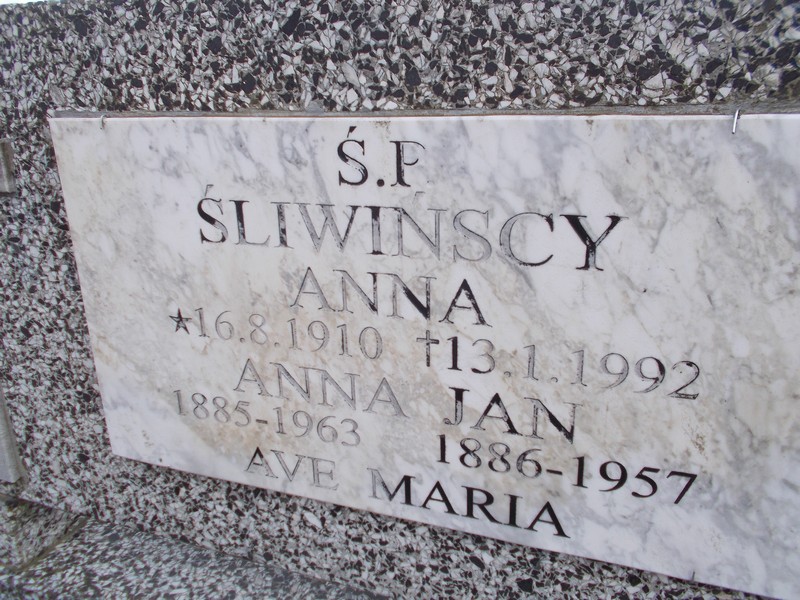 Ś.P
ŚLIWIŃSCY
ANNA
★16.8.1910 †13.1.1992
ANNA JAN
1885-1963 1886-1957
AVE MARIA